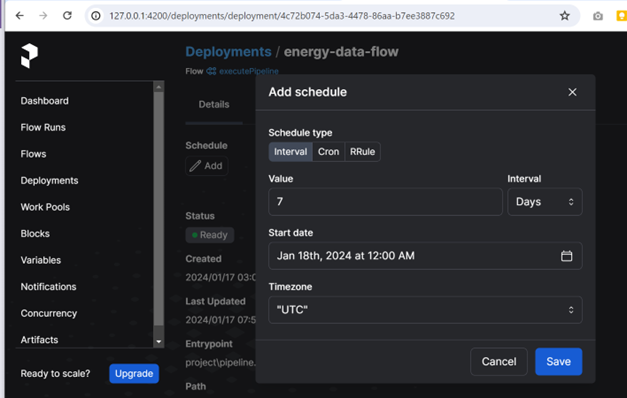 127.0.0.1:4200/deployments/deployment/4c72b074-5da3-4478-86aa-b7ee3887c692
Deployments / energy-data-flow
Flow executePipeline
Dashboard
Flow Runs
Flows
Deployments
Work Pools
Blocks
Variables
Notifications
Concurrency
Artifacts
Ready to scale? Upgrade
Details
Schedule
Add
Status
Ready
Created
2024/01/17 03:0
Last Updated
2024/01/17 07:5
Entrypoint
project\pipeline.
Path
Add schedule
Schedule type
Interval Cron RRule
Value Interval
7 Days
Start date
Jan 18th, 2024 at 12:00 AM
Timezone
"UTC"
Cancel Save